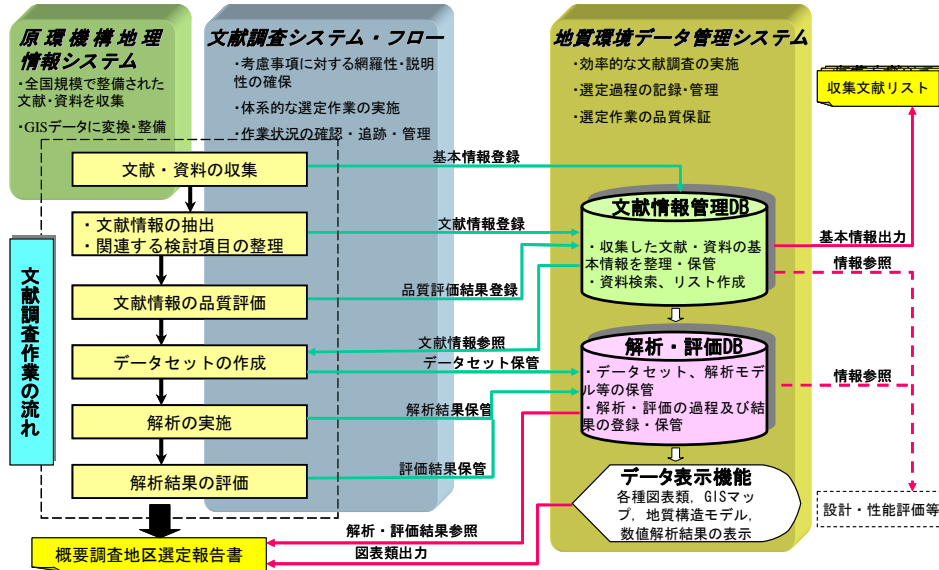 原環機構地理
情報システム
・全国規模で整備された
文献・資料を収集
・GISデータに変換・整備
文献調査システム・フロー
・考慮事項に対する網羅性・説明
性の確保
・体系的な選定作業の実施
・作業状況の確認・追跡・管理
地質環境データ管理システム
・効率的な文献調査の実施
・選定過程の記録・管理
・選定作業の品質保証
収集文献リスト
文献調査作業の流れ
文献・資料の収集
・文献情報の抽出
・関連する検討項目の整理
文献情報の品質評価
データセットの作成
解析の実施
解析結果の評価
概要調査地区選定報告書
基本情報登録
文献情報登録
品質評価結果登録
文献情報参照
データセット保管
解析結果保管
評価結果保管
解析・評価結果参照
図表類出力
文献情報管理DB
・収集した文献・資料の基
本情報を整理・保管
・資料検索、リスト作成
解析・評価DB
・データセット、解析モデ
ル等の保管
・解析・評価の過程及び結
果の登録・保管
データ表示機能
各種図表類，GISマッ
プ，地質構造モデル，
数値解析結果の表示
基本情報出力
情報参照
情報参照
設計・性能評価等